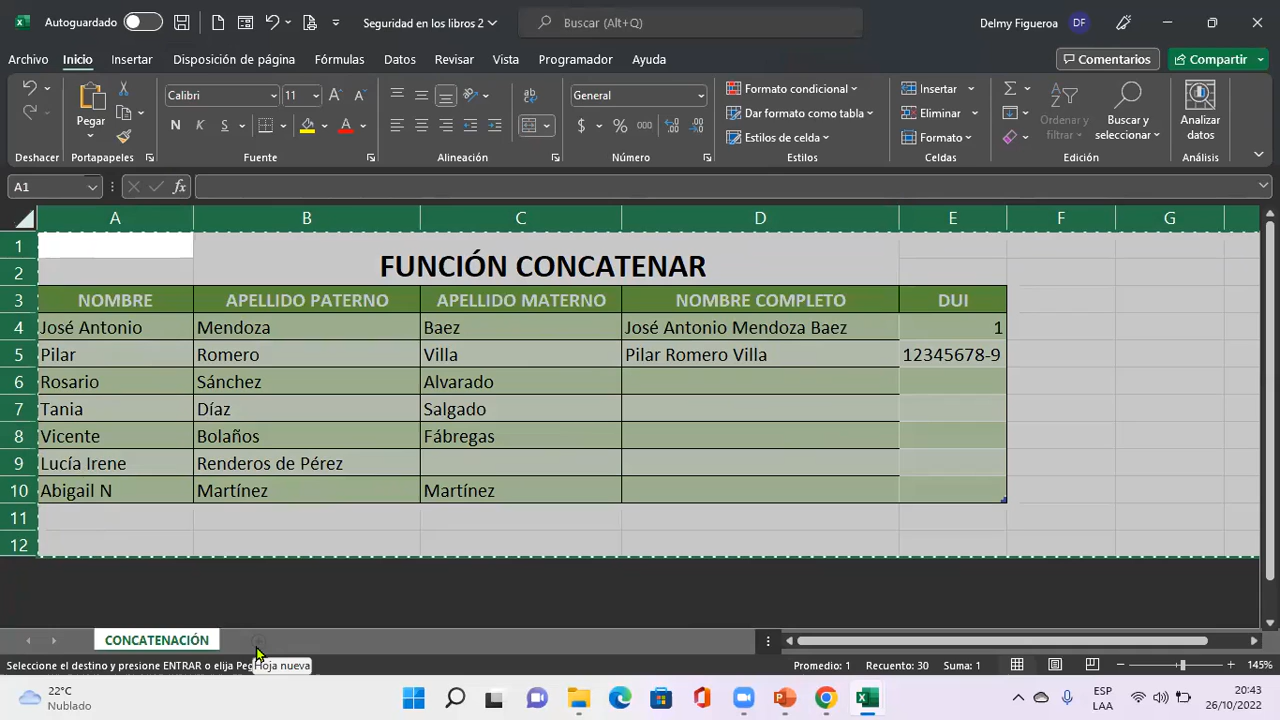 Autoguardado Seguridad en los libros 2 Buscar (Alt+Q) Delmy Figueroa DF
Archivo Inicio Insertar Disposición de página Fórmulas Datos Revisar Vista Programador Ayuda Comentarios Compartir
Pegar Calibri 11 N K S General $ % 000 Formato condicional Dar formato como tabla Estilos de celda Insertar Eliminar Formato Ordenar y filtrar Buscar y seleccionar Analizar datos
Deshacer Portapapeles Fuente Alineación Número Estilos Celdas Edición Análisis
A1 fx
A B C D E F G
1
2 FUNCIÓN CONCATENAR
3 NOMBRE APELLIDO PATERNO APELLIDO MATERNO NOMBRE COMPLETO DUI
4 José Antonio Mendoza Baez José Antonio Mendoza Baez 1
5 Pilar Romero Villa Pilar Romero Villa 12345678-9
6 Rosario Sánchez Alvarado
7 Tania Díaz Salgado
8 Vicente Bolaños Fábregas
9 Lucía Irene Renderos de Pérez
10 Abigail N Martínez Martínez
11
12
CONCATENACIÓN
Seleccione el destino y presione ENTRAR o elija Peg Hoja nueva Promedio: 1 Recuento: 30 Suma: 1 145%
22°C ESP 20:43
Nublado LAA 26/10/2022